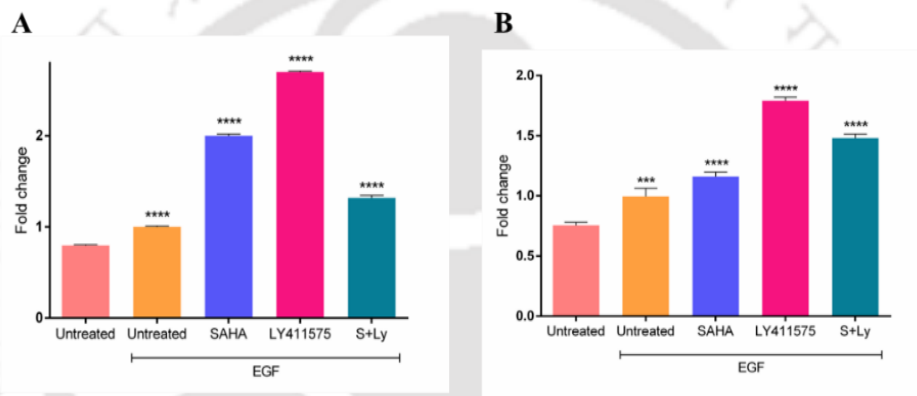 A
Fold change
2
1
0
****
****
****
****
Untreated Untreated SAHA LY411575 S+Ly
EGF
B
Fold change
2.0
1.5
1.0
0.5
0.0
***
****
****
****
Untreated Untreated SAHA LY411575 S+Ly
EGF